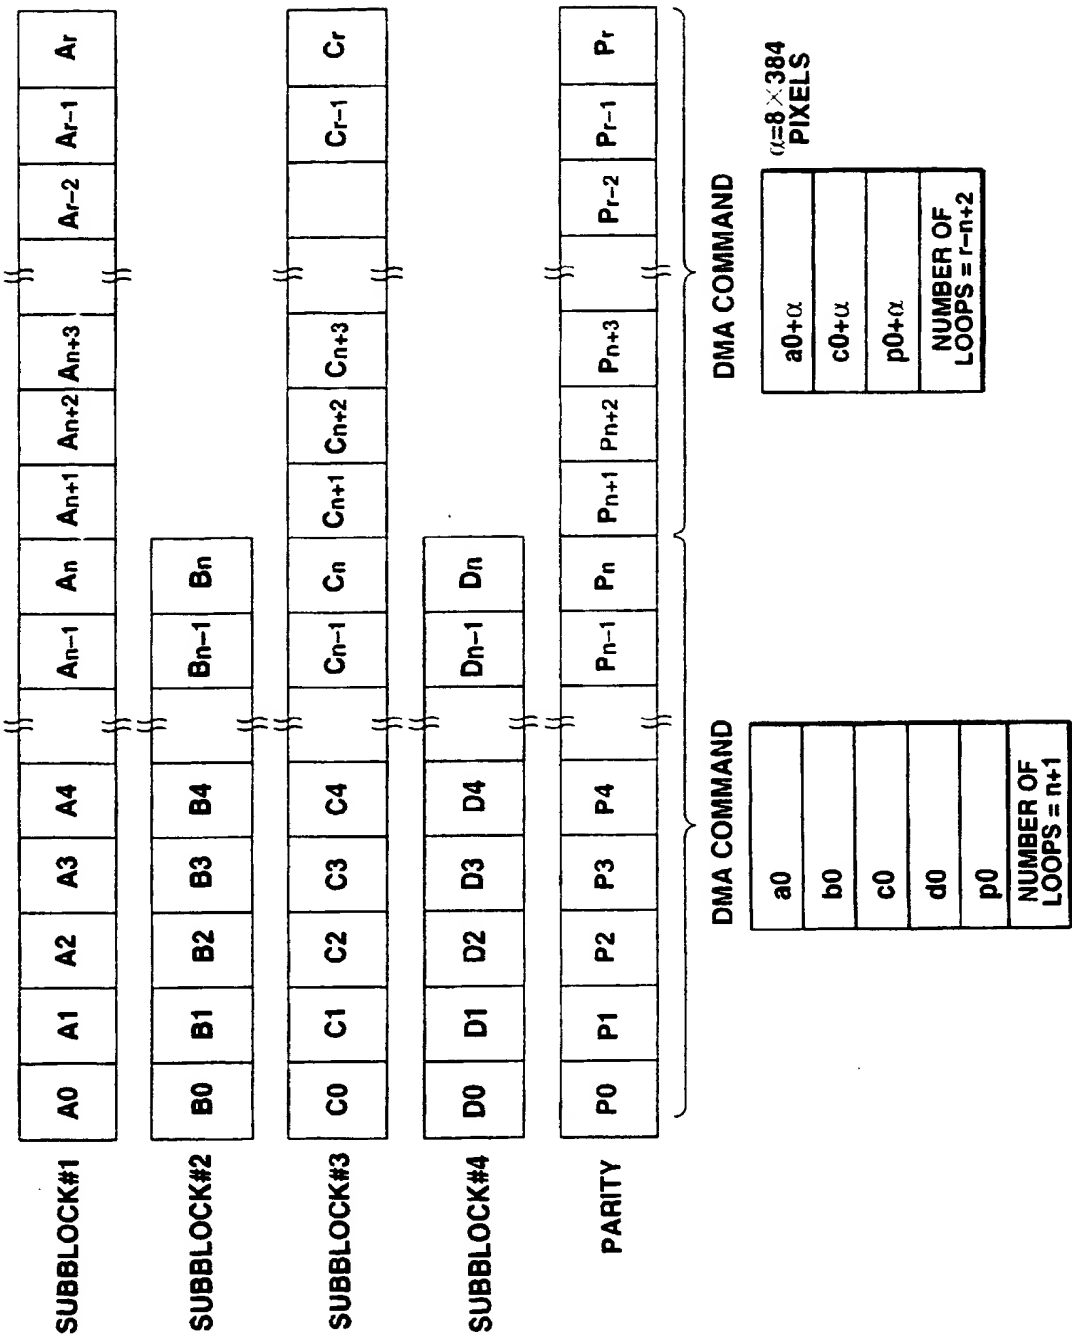 SUBBLOCK#1 A0 A1 A2 A3 A4 An-1 An An+1 An+2 An+3 Ar-2 Ar-1 Ar
SUBBLOCK#2 B0 B1 B2 B3 B4 Bn-1 Bn
SUBBLOCK#3 C0 C1 C2 C3 C4 Cn-1 Cn Cn+1 Cn+2 Cn+3 Cr-1 Cr
SUBBLOCK#4 D0 D1 D2 D3 D4 Dn-1 Dn
PARITY P0 P1 P2 P3 P4 Pn-1 Pn Pn+1 Pn+2 Pn+3 Pr-2 Pr-1 Pr
DMA COMMAND
a0
b0
c0
d0
p0
NUMBER OF
LOOPS = n+1
DMA COMMAND
a0+α
c0+α
p0+α
NUMBER OF
LOOPS = r-n+2
α=8×384
PIXELS